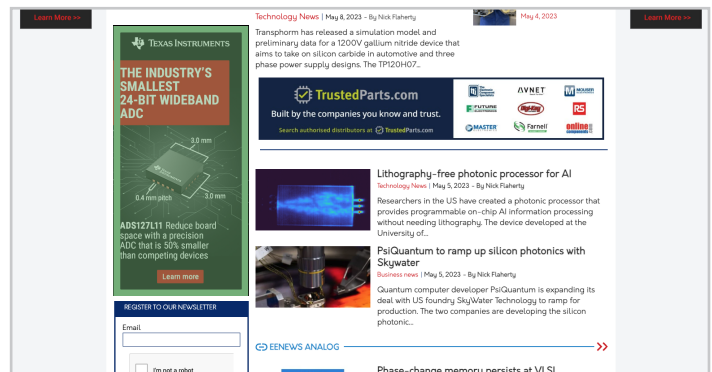 Learn More >>
Learn More >>
Technology News | May 8, 2023 - By Nick Flaherty
Transphorm has released a simulation model and
preliminary data for a 1200V gallium nitride device that
aims to take on silicon carbide in automotive and three
phase power supply designs. The TP120H07...
May 4, 2023
TEXAS INSTRUMENTS
THE INDUSTRY'S
SMALLEST
24-BIT WIDEBAND
ADC
3.0 mm
0.4 mm pitch
3.0 mm
ADS127L11 Reduce board
space with a precision
ADC that is 50% smaller
than competing devices
Learn more
TrustedParts.com
Built by the companies you know and trust.
Search authorised distributors at TrustedParts.com
AVNET
MOUSER
FUTURE
Digi-Key
RS
MASTER
Farnell
online
components
Lithography-free photonic processor for AI
Technology News | May 5, 2023 - By Nick Flaherty
Researchers in the US have created a photonic processor that
provides programmable on-chip AI information processing
without needing lithography. The device developed at the
University of...
PsiQuantum to ramp up silicon photonics with
Skywater
Business news | May 5, 2023 - By Nick Flaherty
Quantum computer developer PsiQuantum is expanding its
deal with US foundry SkyWater Technology to ramp for
production. The two companies are developing the silicon
photonic...
REGISTER TO OUR NEWSLETTER
Email
I'm not a robot
EENEWS ANALOG
Phase-change memory persists at VLSI